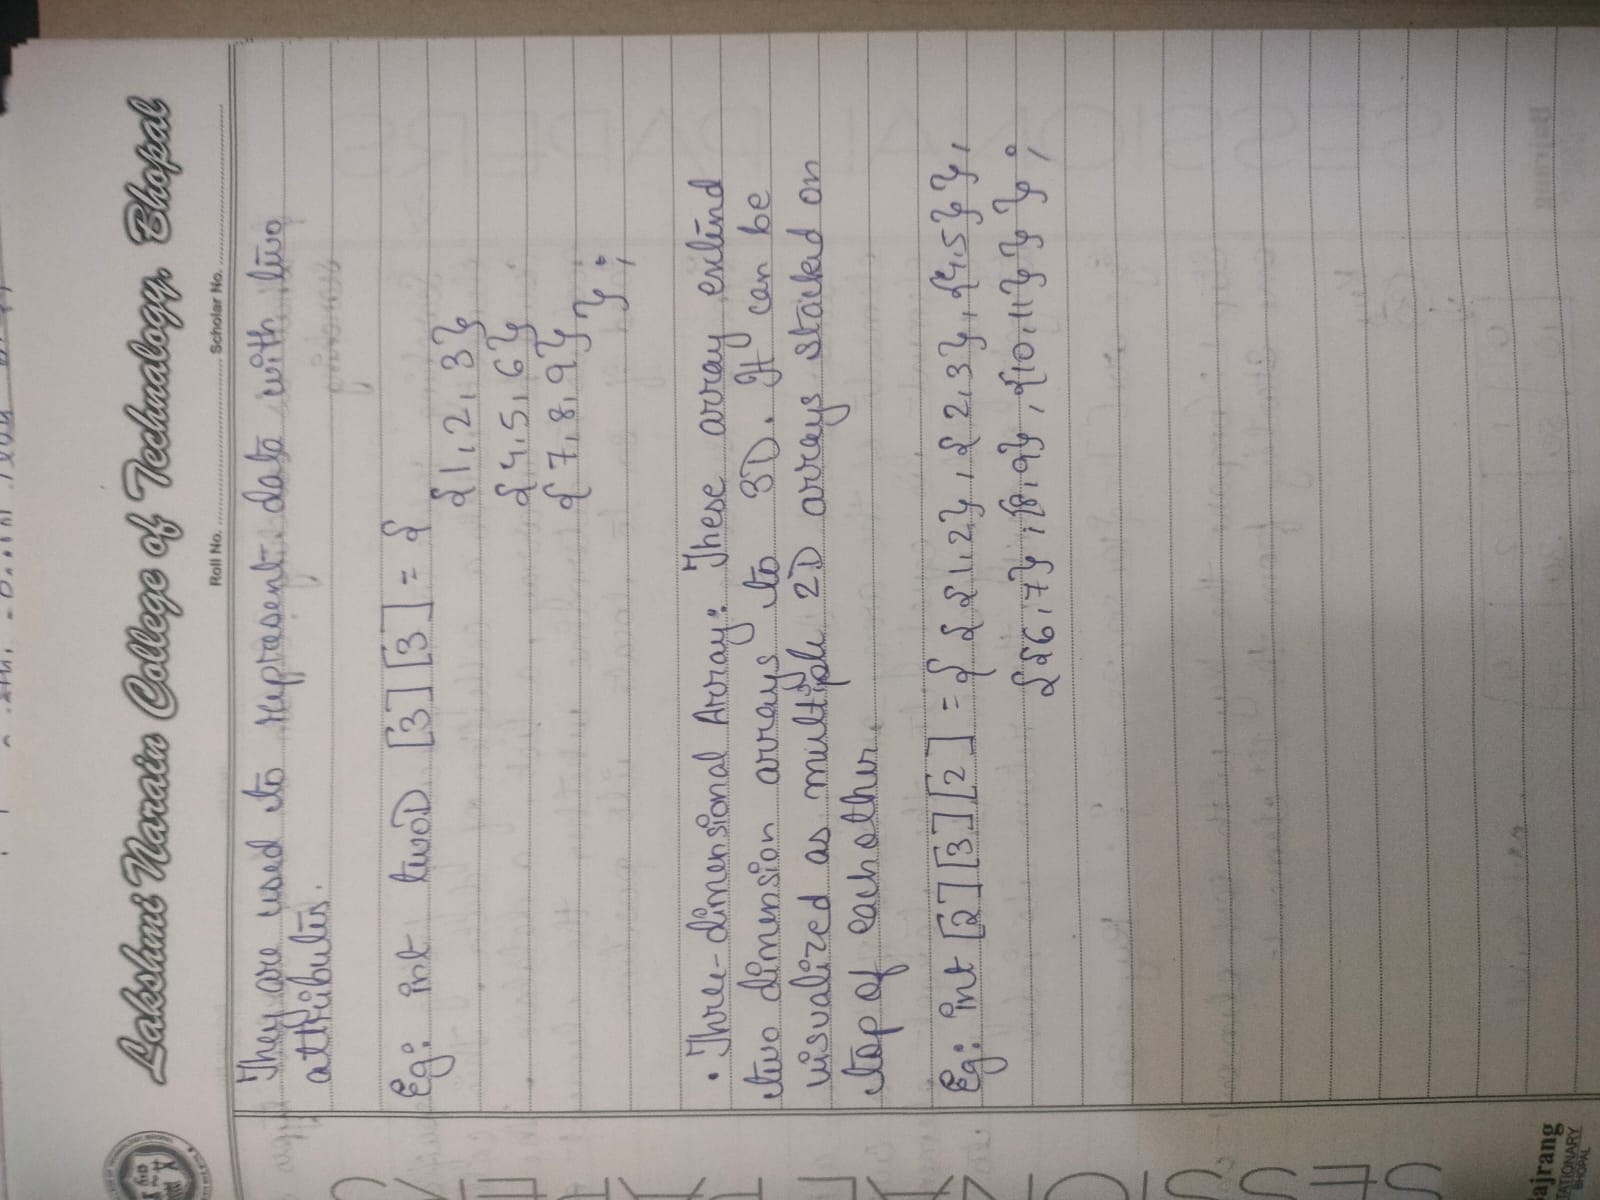 Lakshmi Narain College of Technalogy, Bhopal
Roll No. .......................... Scholar No. ..........................
They are used to represent data with two
attributes.
Eg: int twoD [3][3] = {
{1,2,3}
{4,5,6}
{7,8,9}
};
• Three-dimensional Array: These array extend
two dimension arrays to 3D. It can be
visualized as multiple 2D arrays stacked on
top of each other.
Eg: int [2][3][2] = { { {1,2}, {2,3}, {4,5} },
{ {6,7}, {8,9}, {10,11} } };
SESSIONAL PAPERS
Bajrang
STATIONARY
BHOPAL